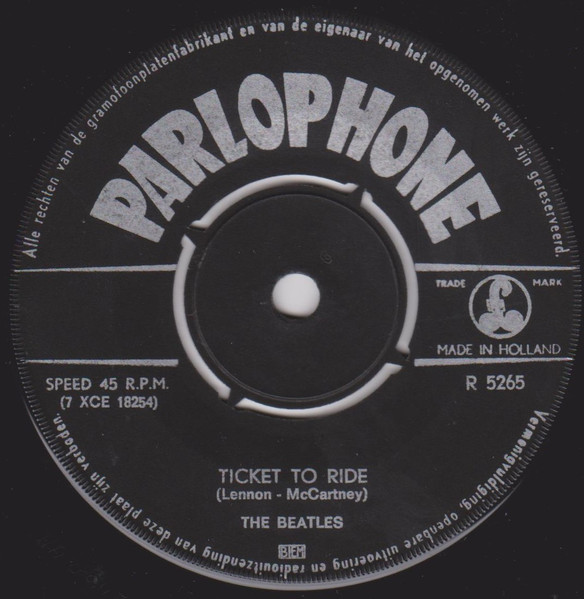 Alle rechten van de gramofoonplatenfabrikant en van de eigenaar van het opgenomen werk zijn gereserveerd.
PARLOPHONE
TRADE MARK
£
MADE IN HOLLAND
SPEED 45 R.P.M.
(7 XCE 18254)
R 5265
TICKET TO RIDE
(Lennon - McCartney)
THE BEATLES
BIEM
Vermenigvuldiging, openbare uitvoering en radiouitzending van deze plaat zijn verboden.